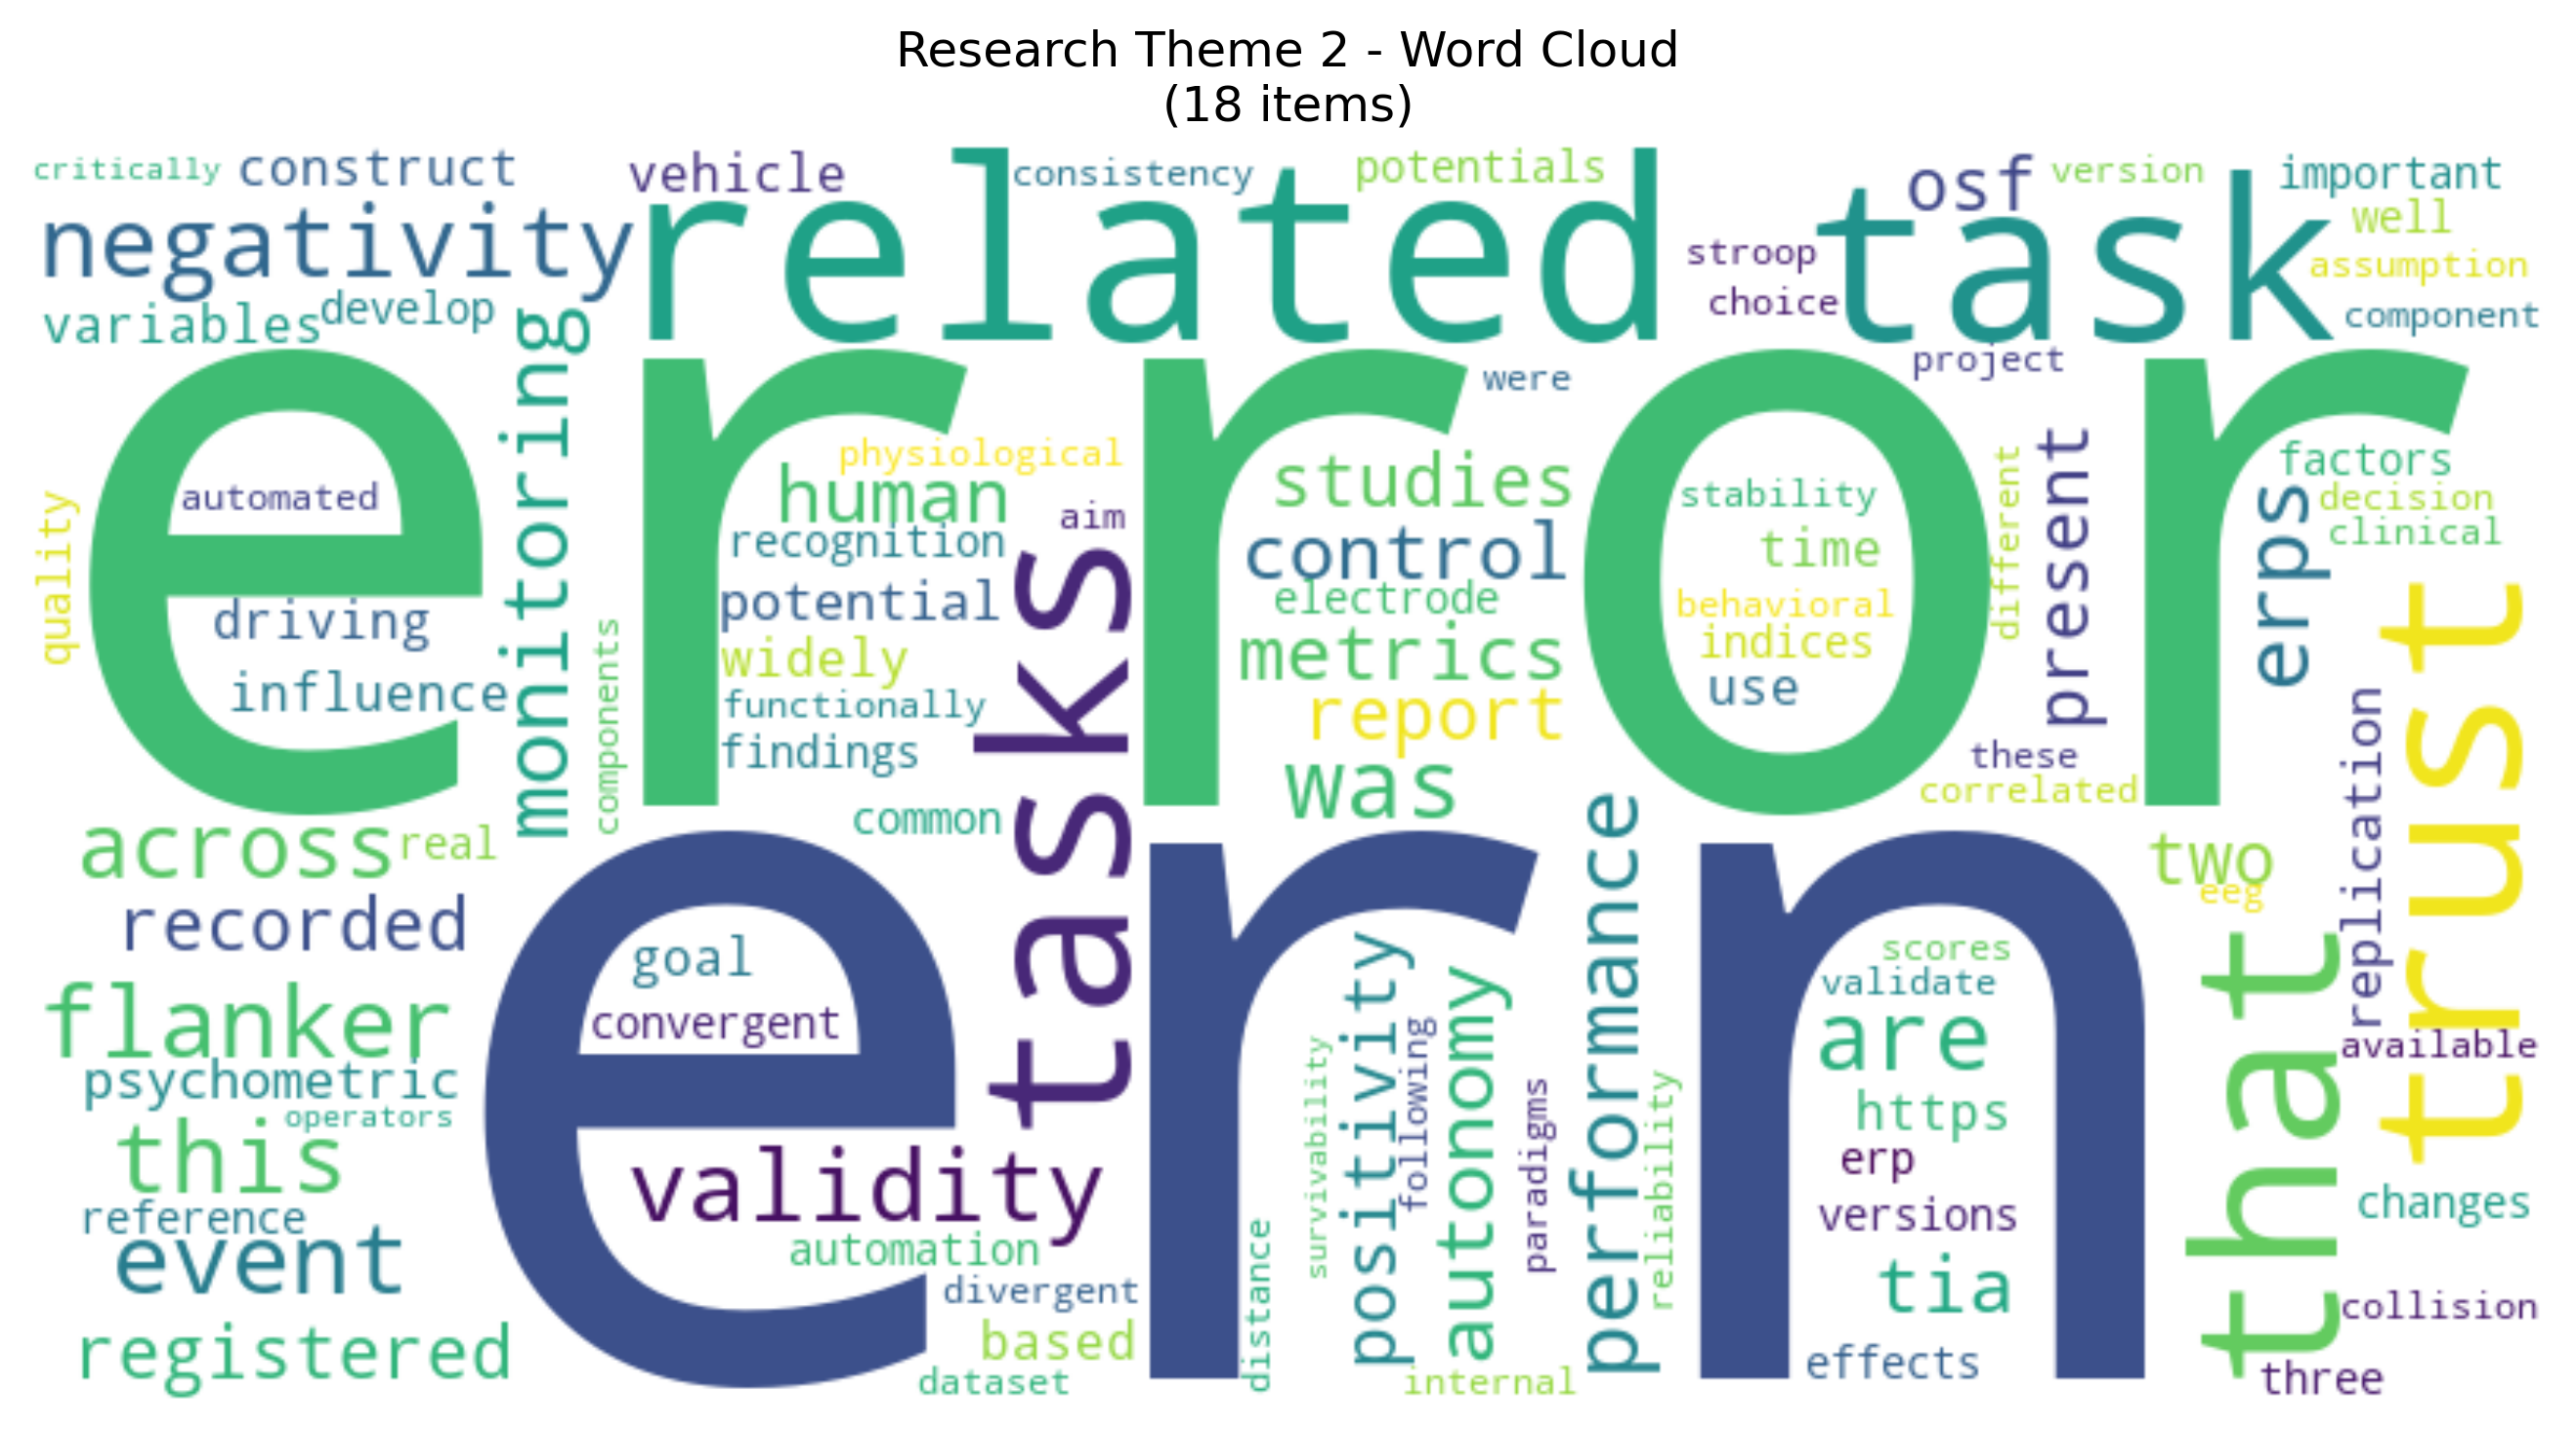 Research Theme 2 - Word Cloud
(18 items)
critically
construct
vehicle
consistency
potentials
osf
version
important
negativity
related
task
well
stroop
assumption
choice
variables
develop
component
project
were
error
monitoring
physiological
human
studies
stability
different
present
factors
decision
clinical
erps
automated
quality
aim
recognition
control
time
potential
electrode
behavioral
driving
widely
metrics
indices
influence
functionally
report
use
components
findings
tasks
was
these
correlated
common
trust
replication
across
real
two
eeg
recorded
ern
goal
convergent
scores
validate
that
flanker
psychometric
operators
this
reference
event
registered
validity
automation
divergent
based
dataset
distance
survivability
positivity
following
autonomy
internal
paradigms
performance
reliability
are
https
erp
versions
tia
effects
available
changes
collision
three